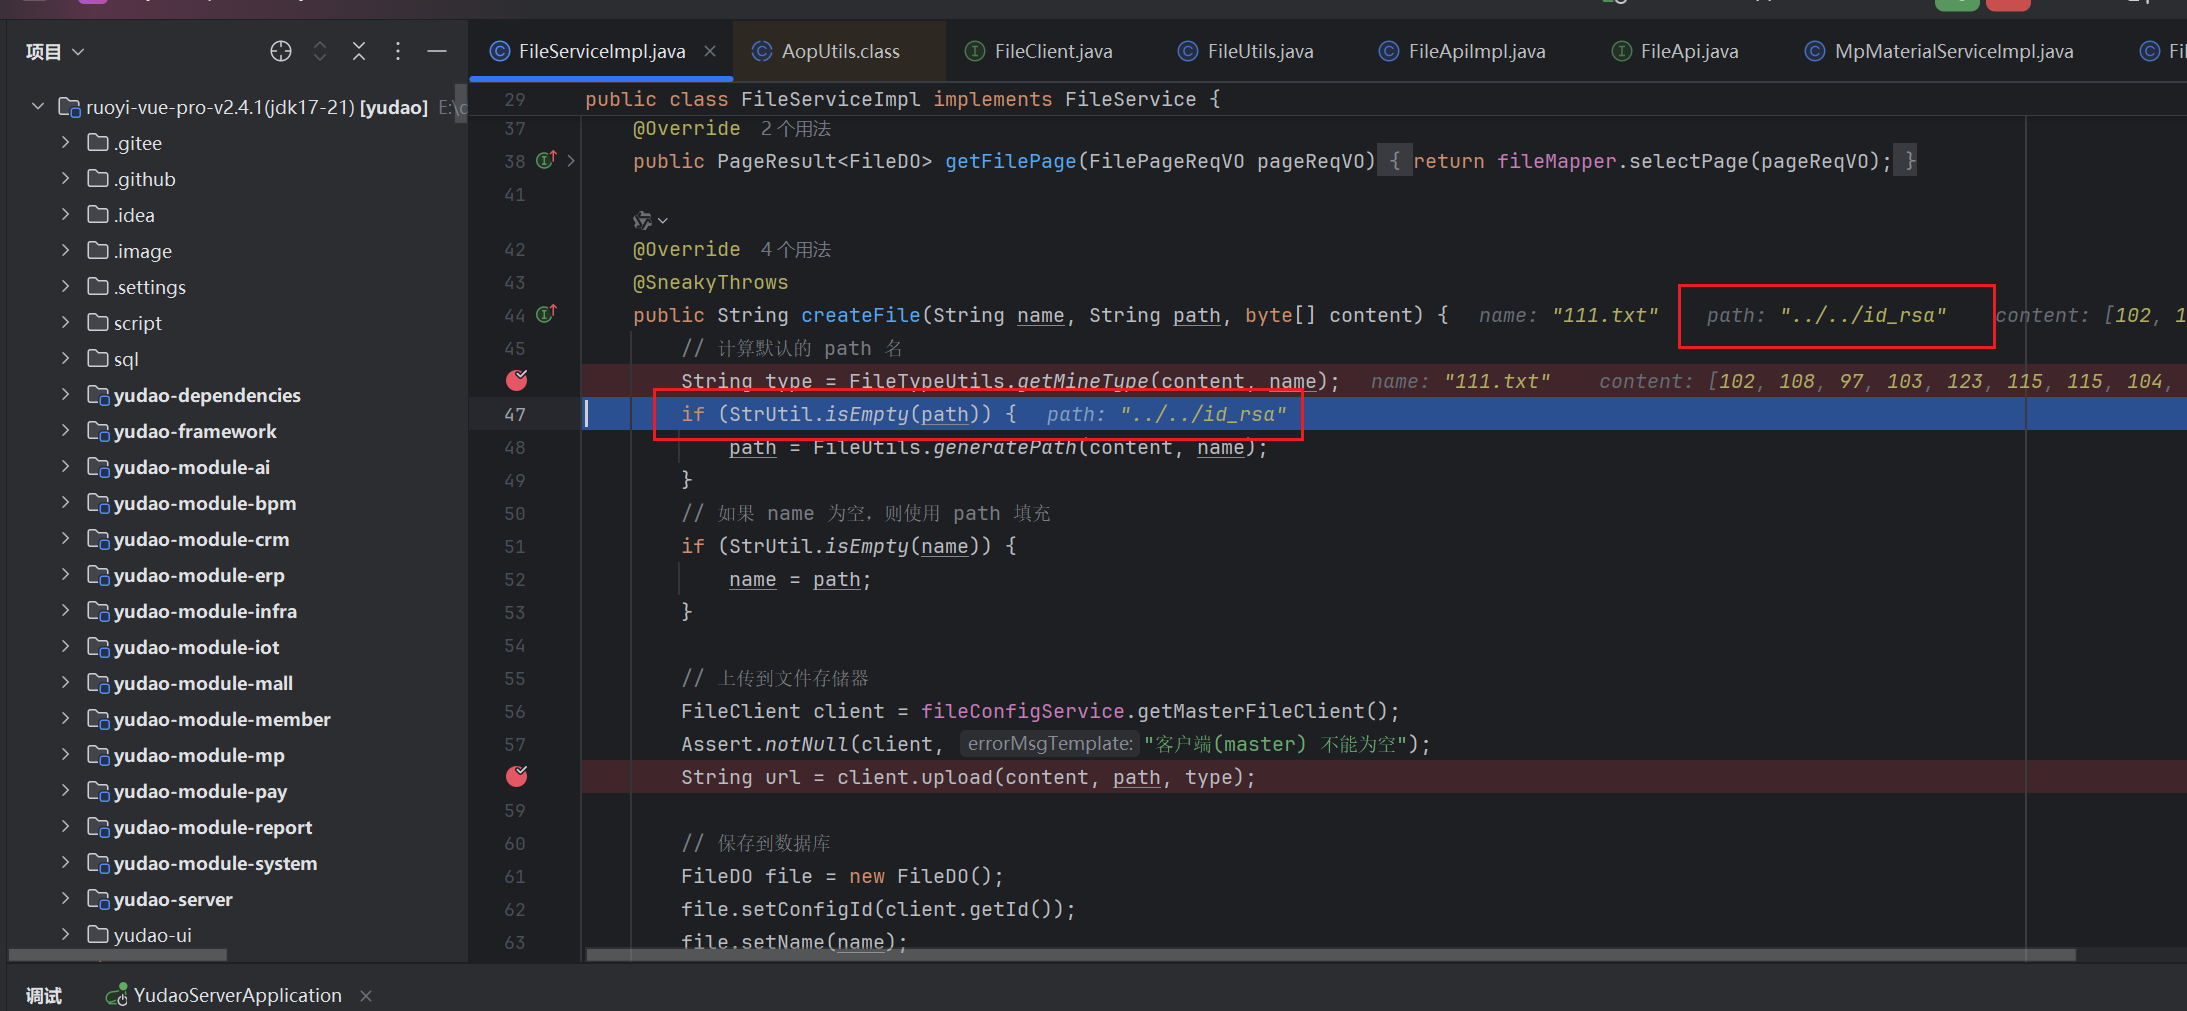 项目
FileServiceImpl.java
AopUtils.class
FileClient.java
FileUtils.java
FileApiImpl.java
FileApi.java
MpMaterialServiceImpl.java
ruoyi-vue-pro-v2.4.1(jdk17-21) [yudao]
.gitee
.github
.idea
.image
.settings
script
sql
yudao-dependencies
yudao-framework
yudao-module-ai
yudao-module-bpm
yudao-module-crm
yudao-module-erp
yudao-module-infra
yudao-module-iot
yudao-module-mall
yudao-module-member
yudao-module-mp
yudao-module-pay
yudao-module-report
yudao-module-system
yudao-server
yudao-ui
29 public class FileServiceImpl implements FileService {
37 @Override 2 个用法
38 public PageResult<FileDO> getFilePage(FilePageReqVO pageReqVO) { return fileMapper.selectPage(pageReqVO); }
41
42 @Override 4 个用法
43 @SneakyThrows
44 public String createFile(String name, String path, byte[] content) { name: "111.txt" path: "../../id_rsa" content: [102, 1
45 // 计算默认的 path 名
String type = FileTypeUtils.getMineType(content, name); name: "111.txt" content: [102, 108, 97, 103, 123, 115, 115, 104,
47 if (StrUtil.isEmpty(path)) { path: "../../id_rsa"
48 path = FileUtils.generatePath(content, name);
49 }
50 // 如果 name 为空，则使用 path 填充
51 if (StrUtil.isEmpty(name)) {
52 name = path;
53 }
54
55 // 上传到文件存储器
56 FileClient client = fileConfigService.getMasterFileClient();
57 Assert.notNull(client, errorMsgTemplate: "客户端(master) 不能为空");
String url = client.upload(content, path, type);
59
60 // 保存到数据库
61 FileDO file = new FileDO();
62 file.setConfigId(client.getId());
63 file.setName(name);
调试
YudaoServerApplication